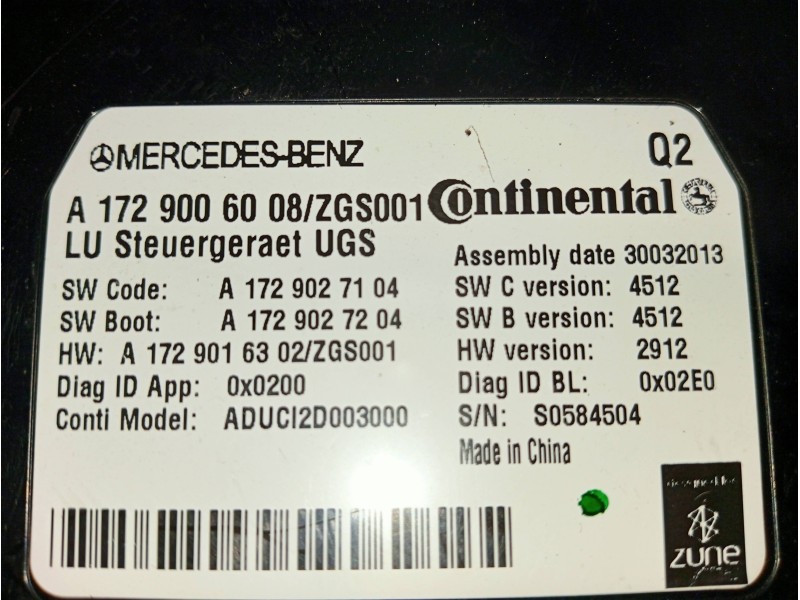 MERCEDES-BENZ
Q2
A 172 900 60 08/ZGS001
Continental
LU Steuergeraet UGS
Assembly date 30032013
SW Code: A 172 902 71 04
SW C version: 4512
SW Boot: A 172 902 72 04
SW B version: 4512
HW: A 172 901 63 02/ZGS001
HW version: 2912
Diag ID App: 0x0200
Diag ID BL: 0x02E0
Conti Model: ADUCI2D003000
S/N: S0584504
Made in China
designed for
zune